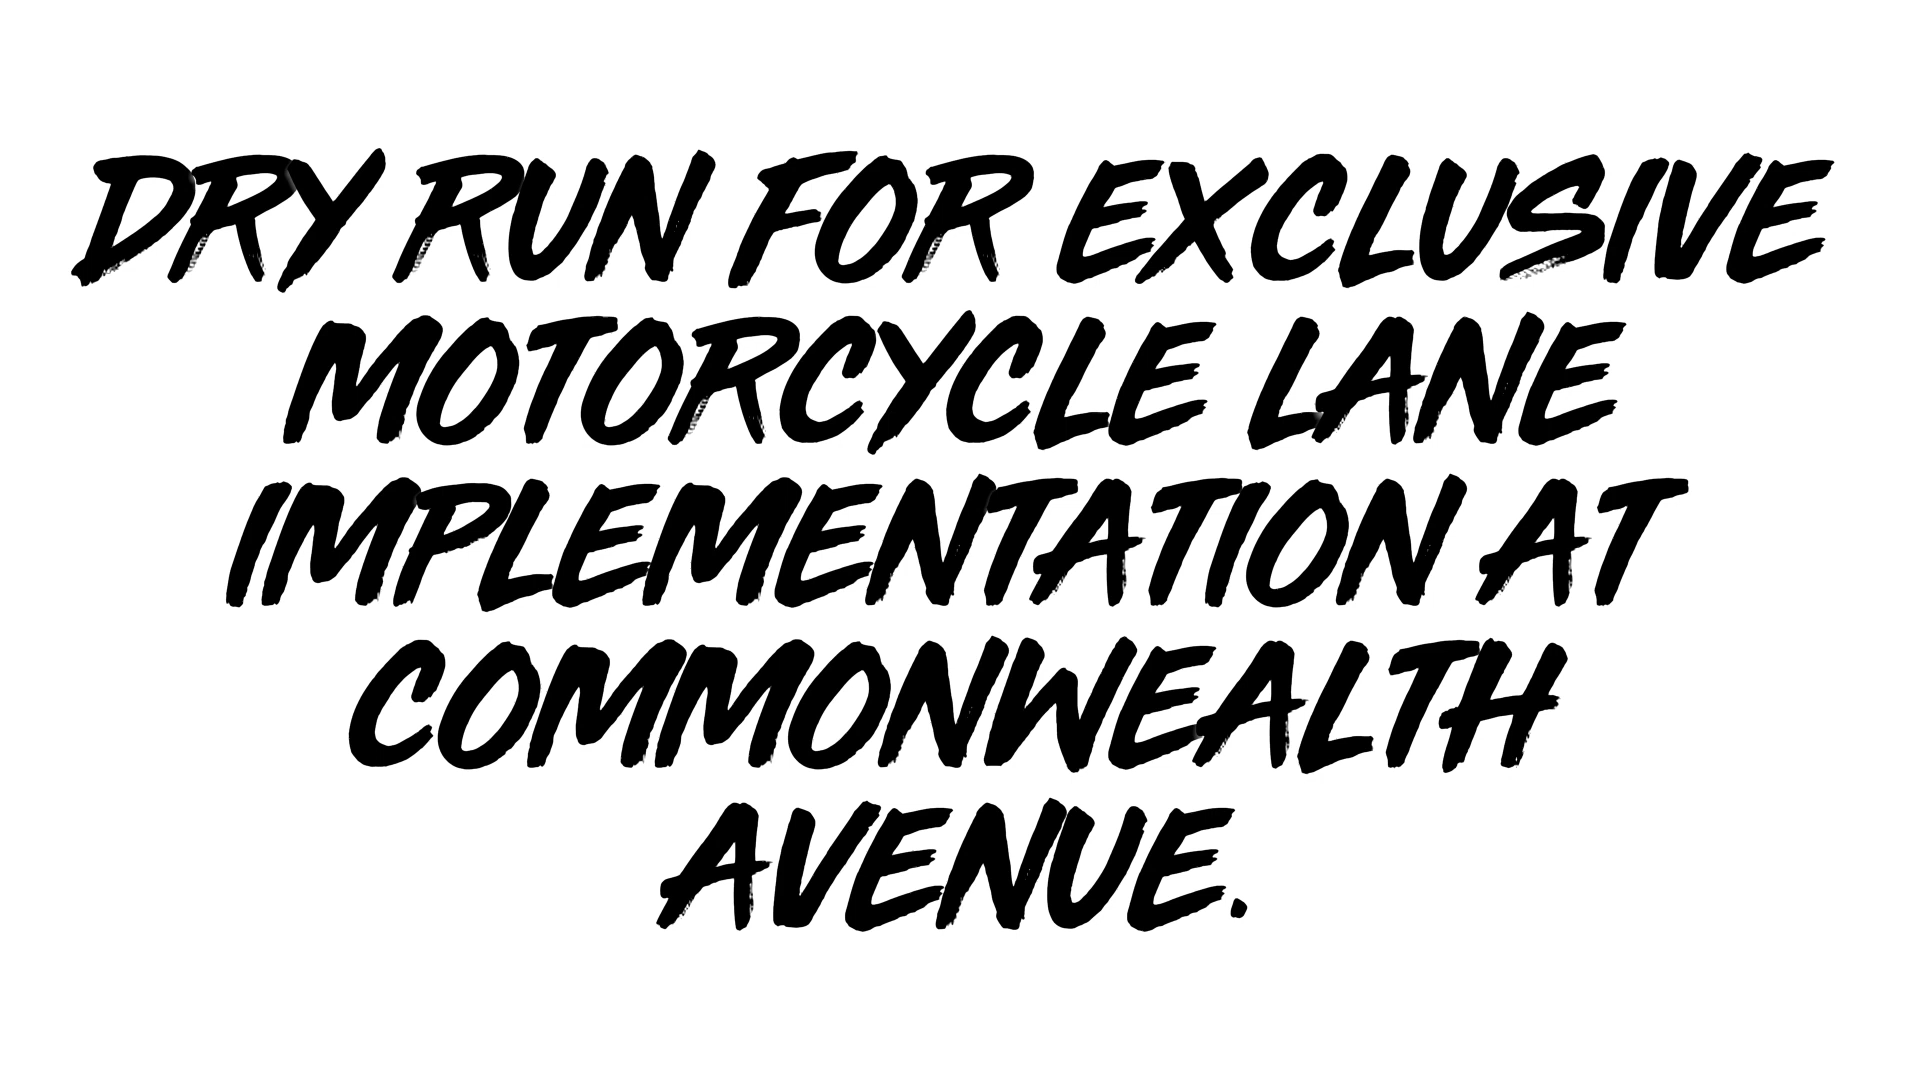 DRY RUN FOR EXCLUSIVE
MOTORCYCLE LANE
IMPLEMENTATION AT
COMMONWEALTH
AVENUE.